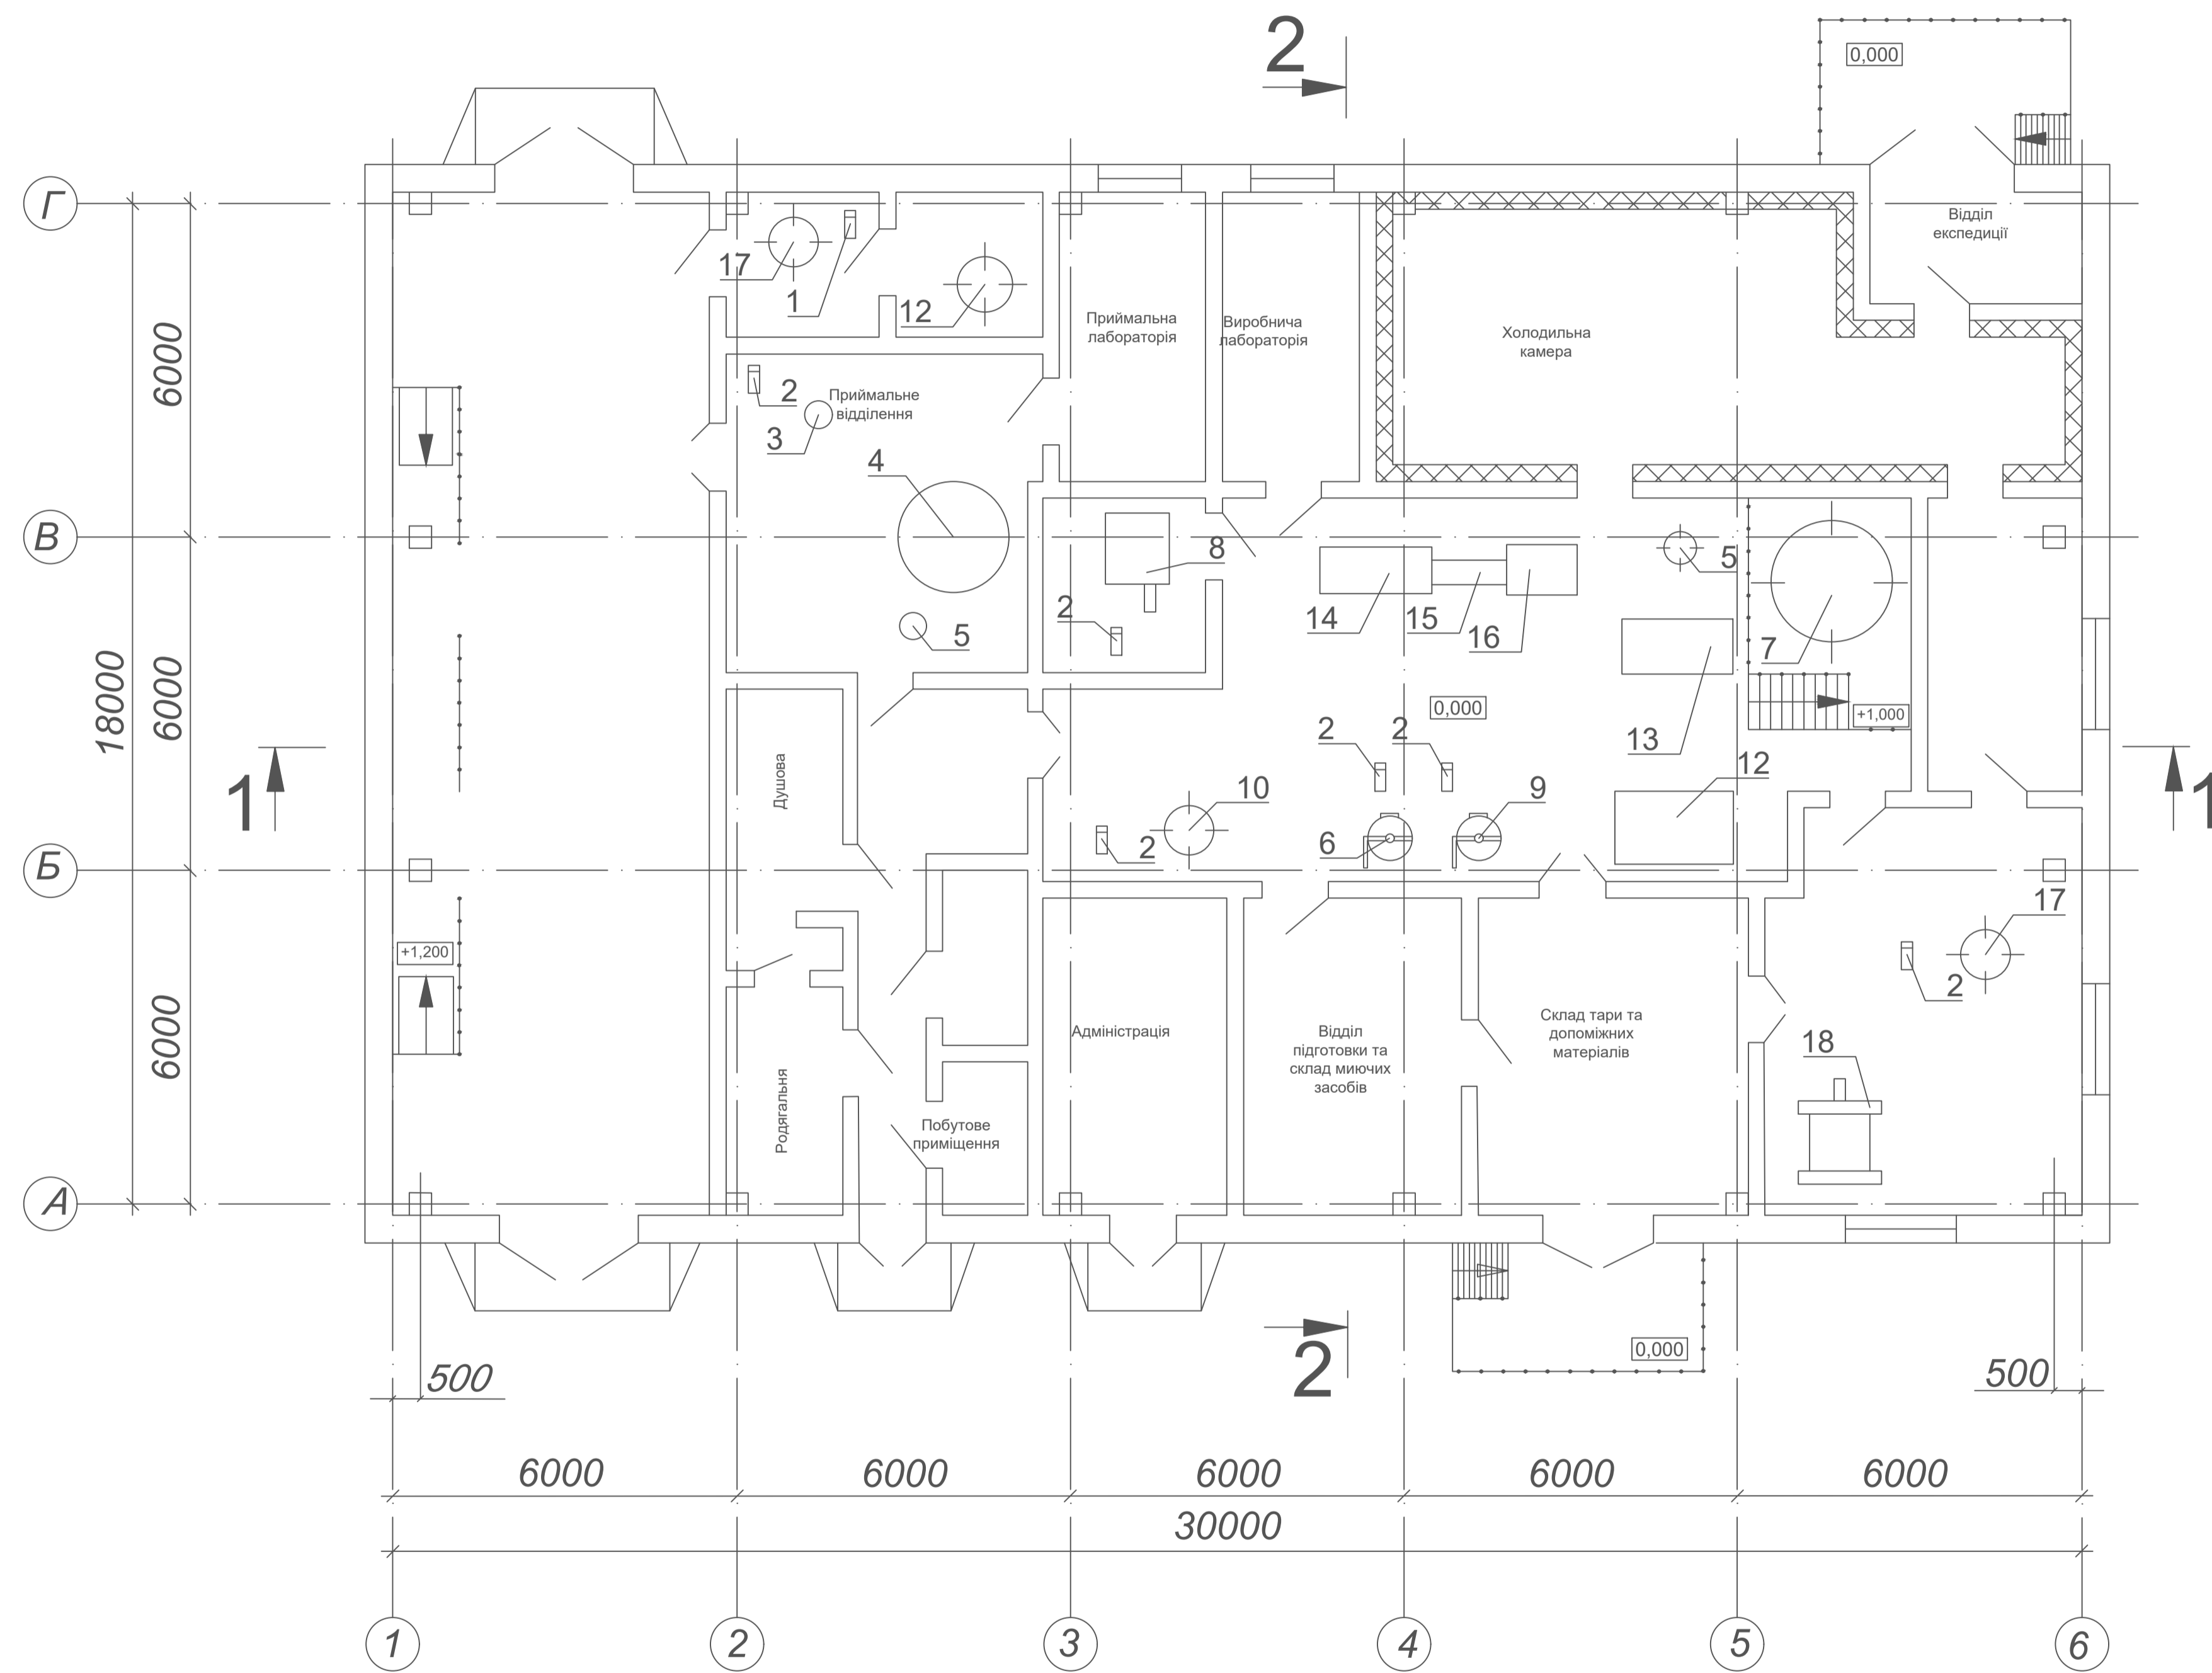 2
0,000
Г
Відділ
експедиції
17
1
12
Приймальна
лабораторія
Виробнича
лабораторія
Холодильна
камера
6000
2
Приймальне
відділення
3
4
В
8
5
14
15
16
7
2
5
18000
6000
0,000
+1,000
13
2
2
1
Душова
10
12
9
1
2
6
Б
17
+1,200
2
6000
Адміністрація
Відділ
підготовки та
склад миючих
засобів
Склад тари та
допоміжних
матеріалів
18
Родягальня
Побутове
приміщення
А
0,000
2
500
500
6000
6000
6000
6000
6000
30000
1
2
3
4
5
6